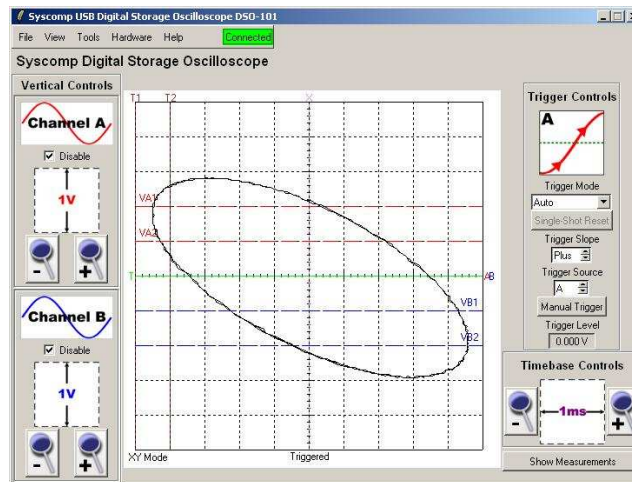 Syscomp USB Digital Storage Oscilloscope DSO-101
File View Tools Hardware Help Connected
Syscomp Digital Storage Oscilloscope
Vertical Controls
Channel A
Disable
1V
- +
Channel B
Disable
1V
- +
T1 T2 X
VA1
VA2
T AB
VB1
VB2
XY Mode Triggered
Trigger Controls
A
Trigger Mode
Auto
Single-Shot Reset
Trigger Slope
Plus
Trigger Source
A
Manual Trigger
Trigger Level
0.000 V
Timebase Controls
- 1ms +
Show Measurements